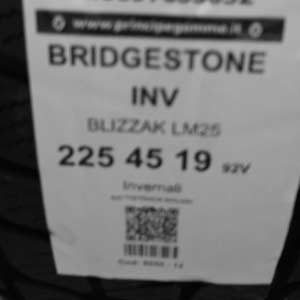 www.principegomme.it
BRIDGESTONE
INV
BLIZZAK LM25
225 45 19 92V
Invernali